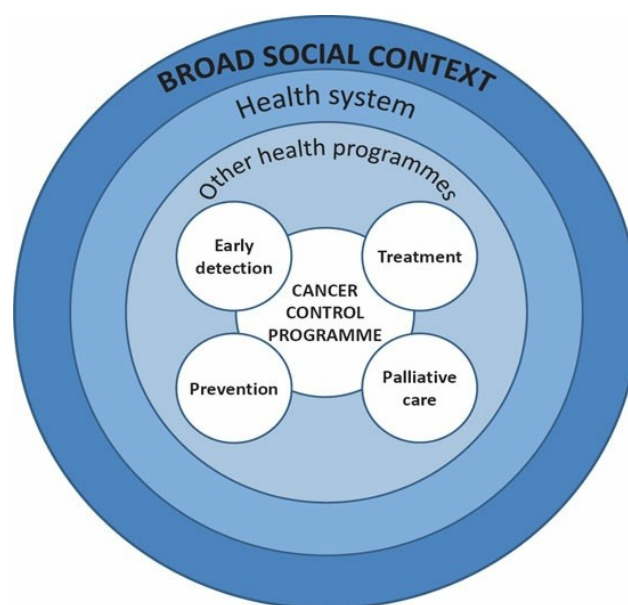 BROAD SOCIAL CONTEXT
Health system
Other health programmes
Early
detection
Treatment
CANCER
CONTROL
PROGRAMME
Prevention
Palliative
care